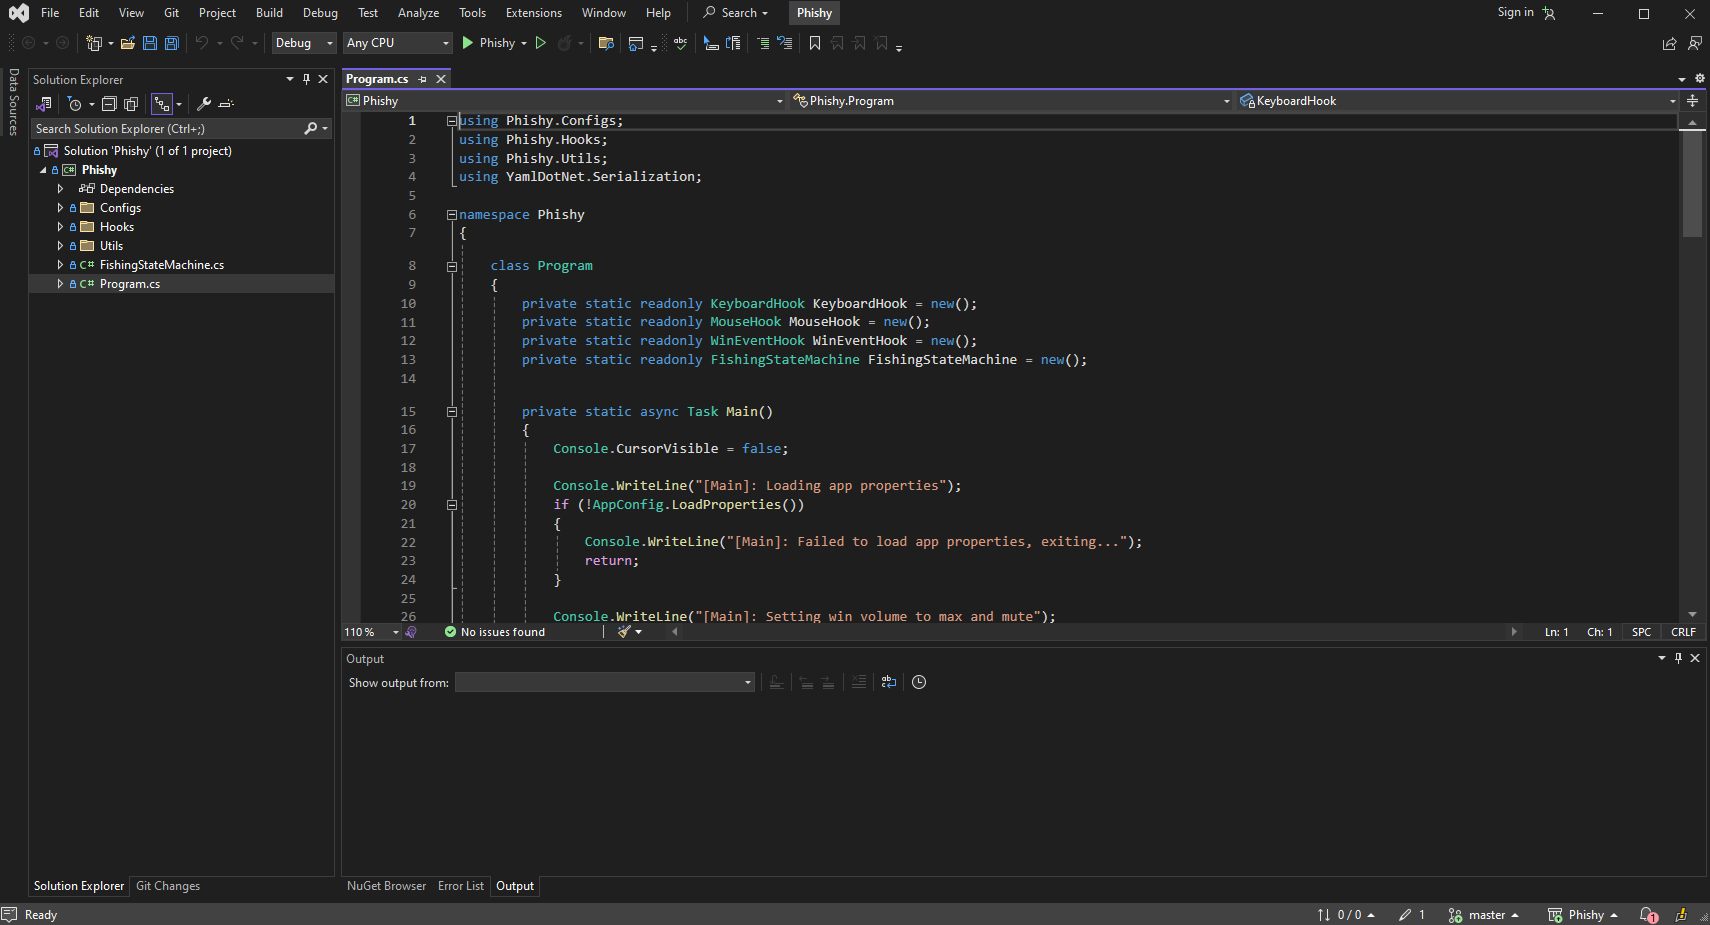 File Edit View Git Project Build Debug Test Analyze Tools Extensions Window Help Search Phishy Sign in
Debug Any CPU Phishy
Data Sources
Solution Explorer
Search Solution Explorer (Ctrl+;)
Solution 'Phishy' (1 of 1 project)
Phishy
Dependencies
Configs
Hooks
Utils
C# FishingStateMachine.cs
C# Program.cs
Solution Explorer Git Changes
Program.cs
C# Phishy Phishy.Program KeyboardHook
1 using Phishy.Configs;
2 using Phishy.Hooks;
3 using Phishy.Utils;
4 using YamlDotNet.Serialization;
5
6 namespace Phishy
7 {
8 class Program
9 {
10 private static readonly KeyboardHook KeyboardHook = new();
11 private static readonly MouseHook MouseHook = new();
12 private static readonly WinEventHook WinEventHook = new();
13 private static readonly FishingStateMachine FishingStateMachine = new();
14
15 private static async Task Main()
16 {
17 Console.CursorVisible = false;
18
19 Console.WriteLine("[Main]: Loading app properties");
20 if (!AppConfig.LoadProperties())
21 {
22 Console.WriteLine("[Main]: Failed to load app properties, exiting...");
23 return;
24 }
25
26 Console.WriteLine("[Main]: Setting win volume to max and mute");
110 % No issues found Ln: 1 Ch: 1 SPC CRLF
Output
Show output from:
NuGet Browser Error List Output
Ready 0 / 0 1 master Phishy 1